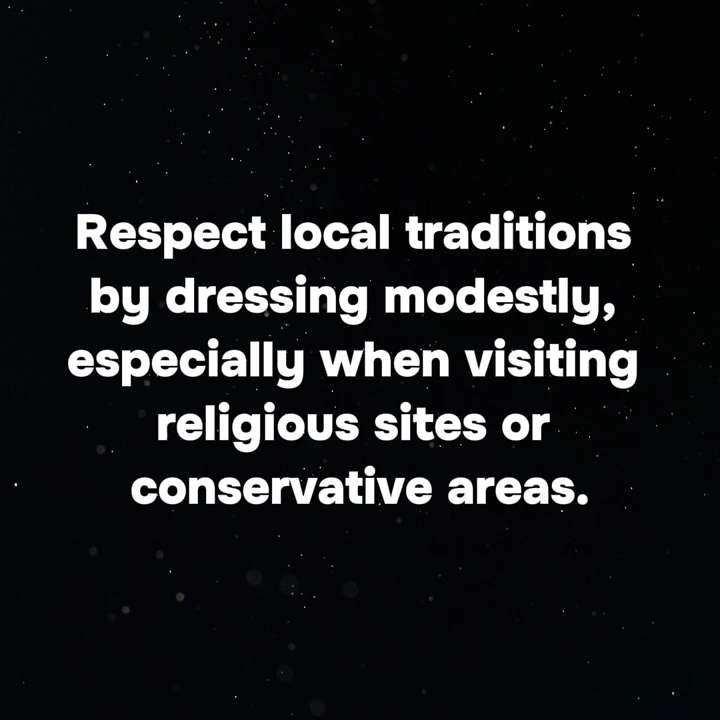 Respect local traditions
by dressing modestly,
especially when visiting
religious sites or
conservative areas.